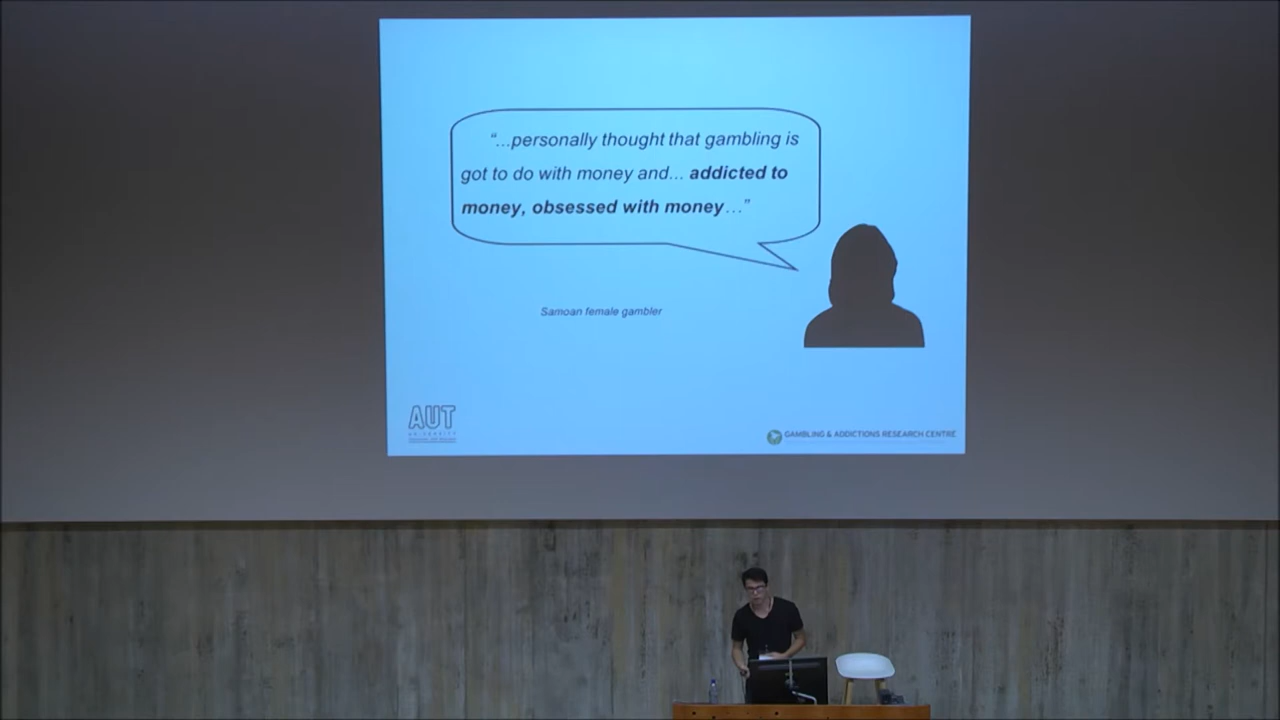 “...personally thought that gambling is
got to do with money and... addicted to
money, obsessed with money...”
Samoan female gambler
AUT
GAMBLING & ADDICTIONS RESEARCH CENTRE